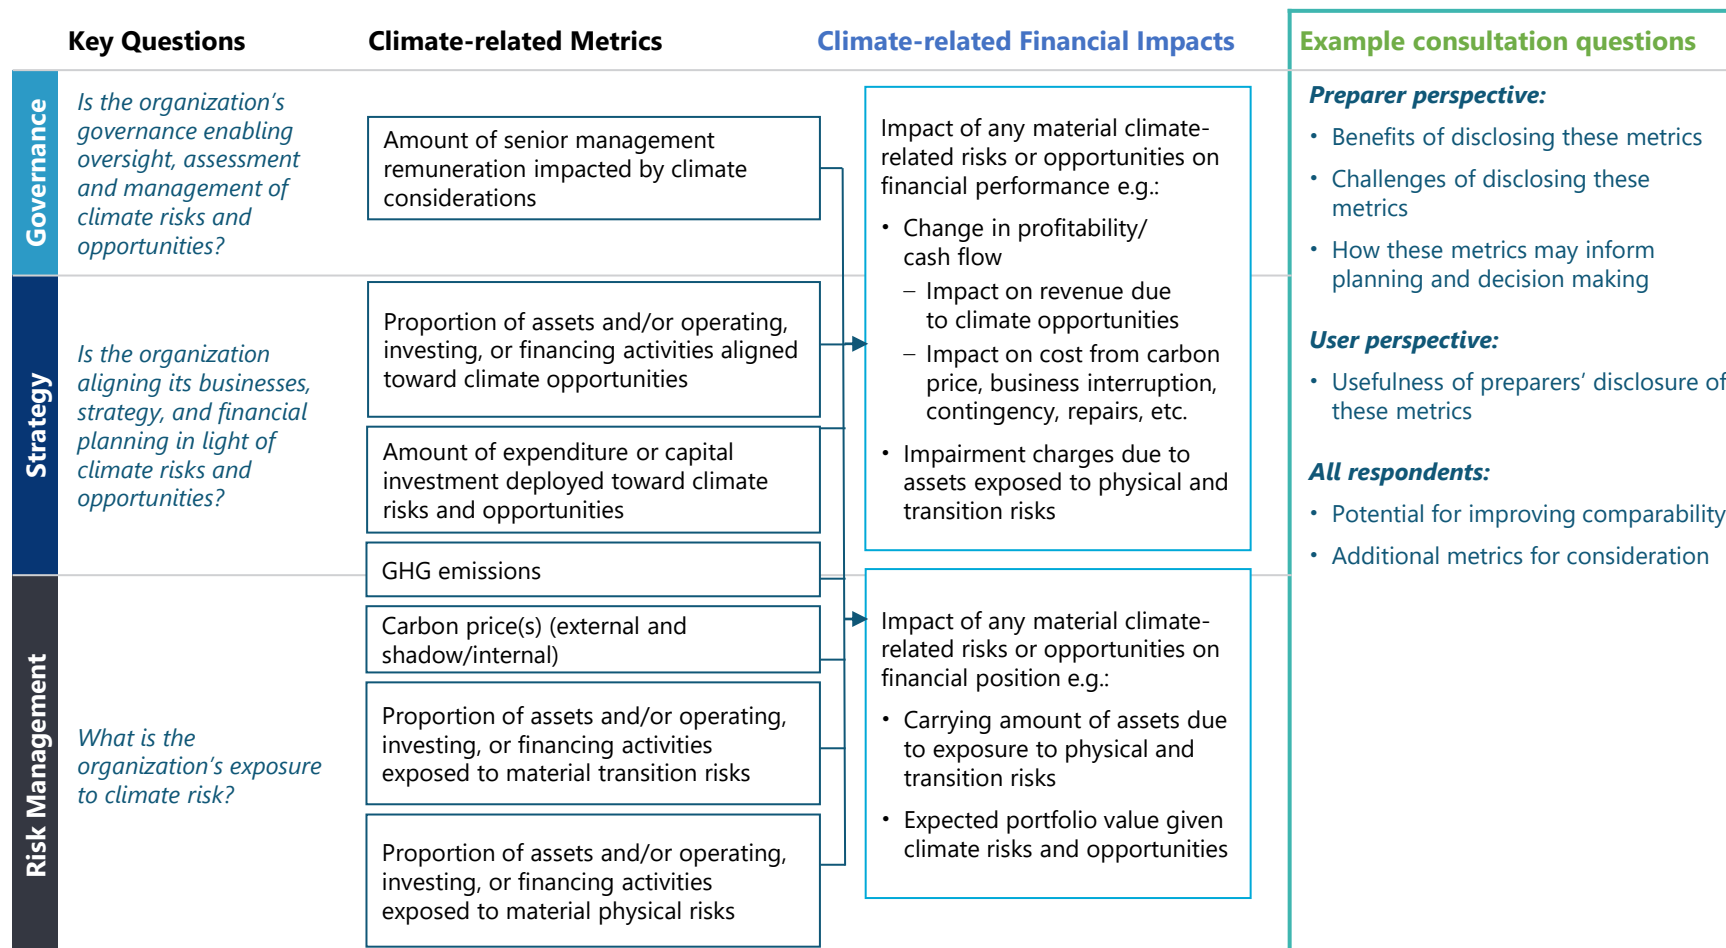 Key Questions
Climate-related Metrics
Climate-related Financial Impacts
Example consultation questions
Governance
Is the organization’s
governance enabling
oversight, assessment
and management of
climate risks and
opportunities?
Amount of senior management
remuneration impacted by climate
considerations
Strategy
Is the organization
aligning its businesses,
strategy, and financial
planning in light of
climate risks and
opportunities?
Proportion of assets and/or operating,
investing, or financing activities aligned
toward climate opportunities
Amount of expenditure or capital
investment deployed toward climate
risks and opportunities
GHG emissions
Risk Management
What is the
organization’s exposure
to climate risk?
Carbon price(s) (external and
shadow/internal)
Proportion of assets and/or operating,
investing, or financing activities
exposed to material transition risks
Proportion of assets and/or operating,
investing, or financing activities
exposed to material physical risks
Impact of any material climate-
related risks or opportunities on
financial performance e.g.:
• Change in profitability/
cash flow
– Impact on revenue due
to climate opportunities
– Impact on cost from carbon
price, business interruption,
contingency, repairs, etc.
• Impairment charges due to
assets exposed to physical and
transition risks
Impact of any material climate-
related risks or opportunities on
financial position e.g.:
• Carrying amount of assets due
to exposure to physical and
transition risks
• Expected portfolio value given
climate risks and opportunities
Preparer perspective:
• Benefits of disclosing these metrics
• Challenges of disclosing these
metrics
• How these metrics may inform
planning and decision making
User perspective:
• Usefulness of preparers’ disclosure of
these metrics
All respondents:
• Potential for improving comparability
• Additional metrics for consideration